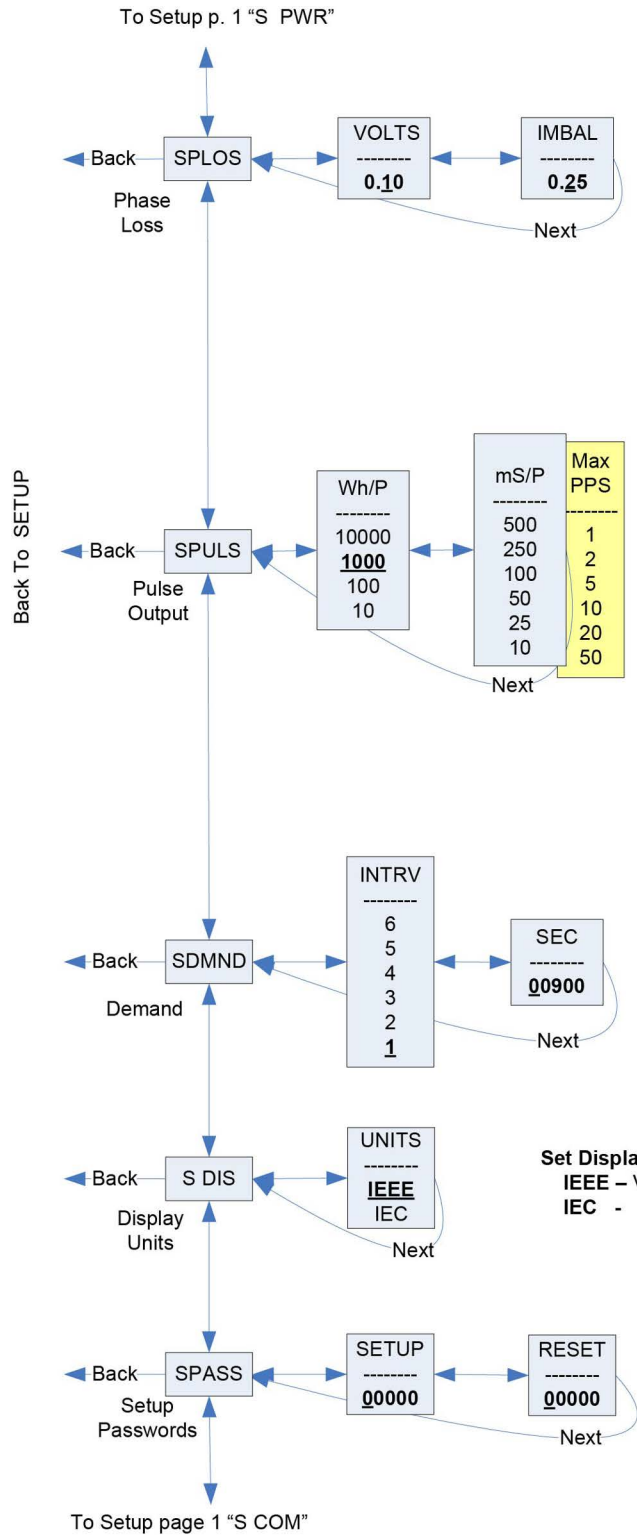 To Setup p. 1 “S PWR”
Back
SPLOS
Phase
Loss
VOLTS
--------
0.10
IMBAL
--------
0.25
Next
Back To SETUP
Back
SPULS
Pulse
Output
Wh/P
--------
10000
1000
100
10
mS/P
--------
500
250
100
50
25
10
Max
PPS
--------
1
2
5
10
20
50
Next
Back
SDMND
Demand
INTRV
--------
6
5
4
3
2
1
SEC
--------
00900
Next
Back
S DIS
Display
Units
UNITS
--------
IEEE
IEC
Next
Set Displa
IEEE –
IEC -
Back
SPASS
Setup
Passwords
SETUP
--------
00000
RESET
--------
00000
Next
To Setup page 1 “S COM”